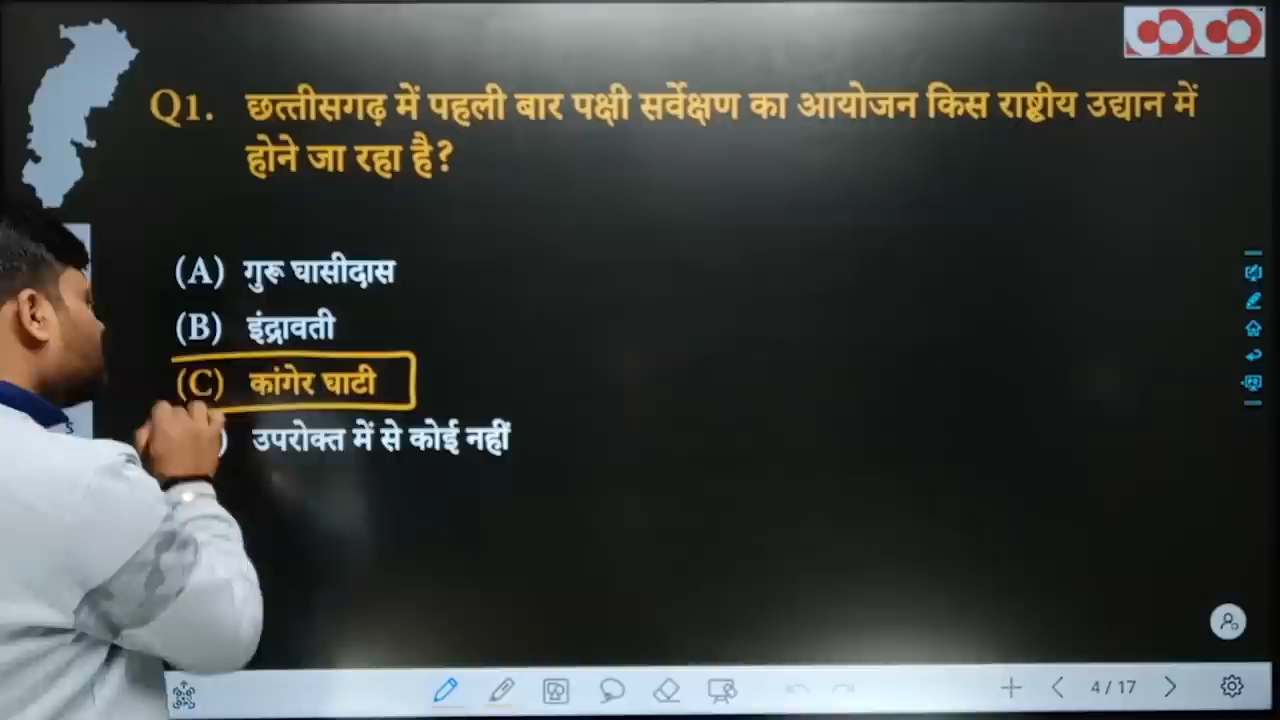 Q1. छत्तीसगढ़ में पहली बार पक्षी सर्वेक्षण का आयोजन किस राष्ट्रीय उद्यान में
होने जा रहा है?
(A) गुरू घासीदास
(B) इंद्रावती
(C) कांगेर घाटी
) उपरोक्त में से कोई नहीं
4 / 17